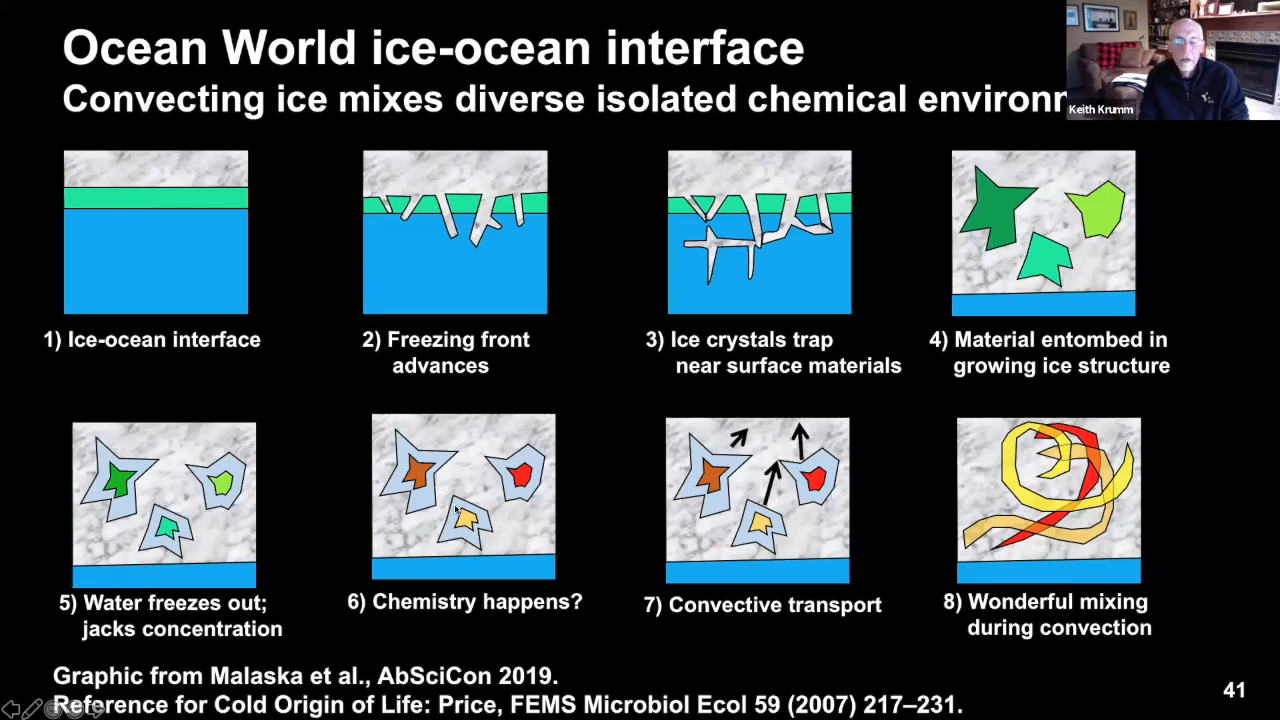 Ocean World ice-ocean interface
Convecting ice mixes diverse isolated chemical environ
Keith Krumm
1) Ice-ocean interface
2) Freezing front
advances
3) Ice crystals trap
near surface materials
4) Material entombed in
growing ice structure
5) Water freezes out;
jacks concentration
6) Chemistry happens?
7) Convective transport
8) Wonderful mixing
during convection
Graphic from Malaska et al., AbSciCon 2019.
Reference for Cold Origin of Life: Price, FEMS Microbiol Ecol 59 (2007) 217–231.
41